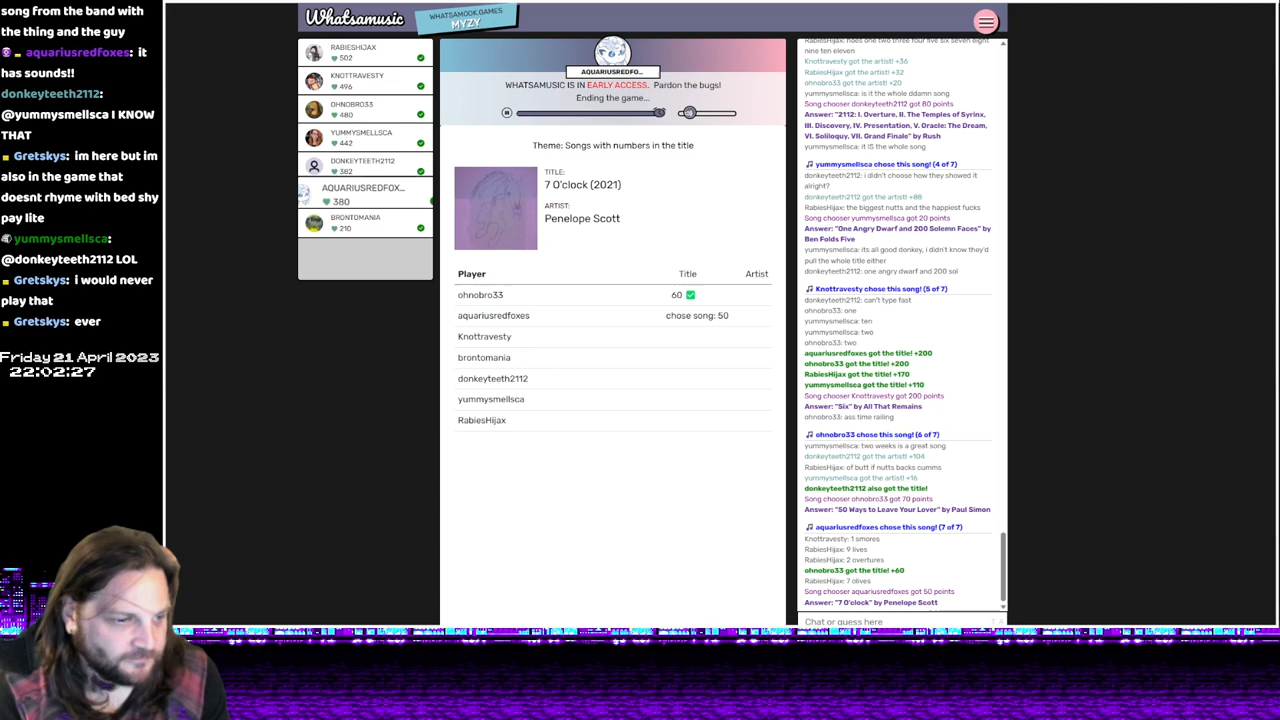 song from the band with
the thing and the guy
aquariusredfoxes: it
has sounds!!
donkeyteeth2112:
@yummysmellsca NOW
THAT
Greskys: im here but im
dont do the game just
donor rhymes with shy
pay lite
yummysmellsca:
@donkeyteeth2112 LOL
Greskys: i would not
play that
Greskys: ever
Friday 21 April 2023
22:02:27
Whatsamusic
WHATSAMOOK.GAMES
MYZY
RABIESHIJAX
502
KNOTTRAVESTY
496
OHNOBRO33
480
YUMMYSMELLSCA
442
DONKEYTEETH2112
382
AQUARIUSREDFOX...
380
BRONTOMANIA
210
AQUARIUSREDFO...
WHATSAMUSIC IS IN EARLY ACCESS. Pardon the bugs!
Ending the game...
Theme: Songs with numbers in the title
TITLE:
7 O'clock (2021)
ARTIST:
Penelope Scott
Player Title Artist
ohnobro33 60
aquariusredfoxes chose song: 50
Knottravesty
brontomania
donkeyteeth2112
yummysmellsca
RabiesHijax
RabiesHijax: hoes one two three four five six seven eight
nine ten eleven
Knottravesty got the artist! +36
RabiesHijax got the artist! +32
ohnobro33 got the artist! +20
yummysmellsca: is it the whole ddamn song
Song chooser donkeyteeth2112 got 80 points
Answer: "2112: I. Overture, II. The Temples of Syrinx,
III. Discovery, IV. Presentation, V. Oracle: The Dream,
VI. Soliloquy, VII. Grand Finale" by Rush
yummysmellsca: it IS the whole song
yummysmellsca chose this song! (4 of 7)
donkeyteeth2112: i didn't choose how they showed it
alright?
donkeyteeth2112 got the artist! +88
RabiesHijax: the biggest nutts and the happiest fucks
Song chooser yummysmellsca got 20 points
Answer: "One Angry Dwarf and 200 Solemn Faces" by
Ben Folds Five
yummysmellsca: its all good donkey, i didn't know they'd
pull the whole title either
donkeyteeth2112: one angry dwarf and 200 sol
Knottravesty chose this song! (5 of 7)
donkeyteeth2112: can't type fast
ohnobro33: one
yummysmellsca: ten
yummysmellsca: two
ohnobro33: two
aquariusredfoxes got the title! +200
ohnobro33 got the title! +200
RabiesHijax got the title! +170
yummysmellsca got the title! +110
Song chooser Knottravesty got 200 points
Answer: "Six" by All That Remains
ohnobro33: ass time railing
ohnobro33 chose this song! (6 of 7)
yummysmellsca: two weeks is a great song
donkeyteeth2112 got the artist! +104
RabiesHijax: of butt if nutts backs cumms
yummysmellsca got the artist! +16
donkeyteeth2112 also got the title!
Song chooser ohnobro33 got 70 points
Answer: "50 Ways to Leave Your Lover" by Paul Simon
aquariusredfoxes chose this song! (7 of 7)
Knottravesty: 1 smores
RabiesHijax: 9 lives
RabiesHijax: 2 overtures
ohnobro33 got the title! +60
RabiesHijax: 7 olives
Song chooser aquariusredfoxes got 50 points
Answer: "7 O'clock" by Penelope Scott
Chat or guess here
T A